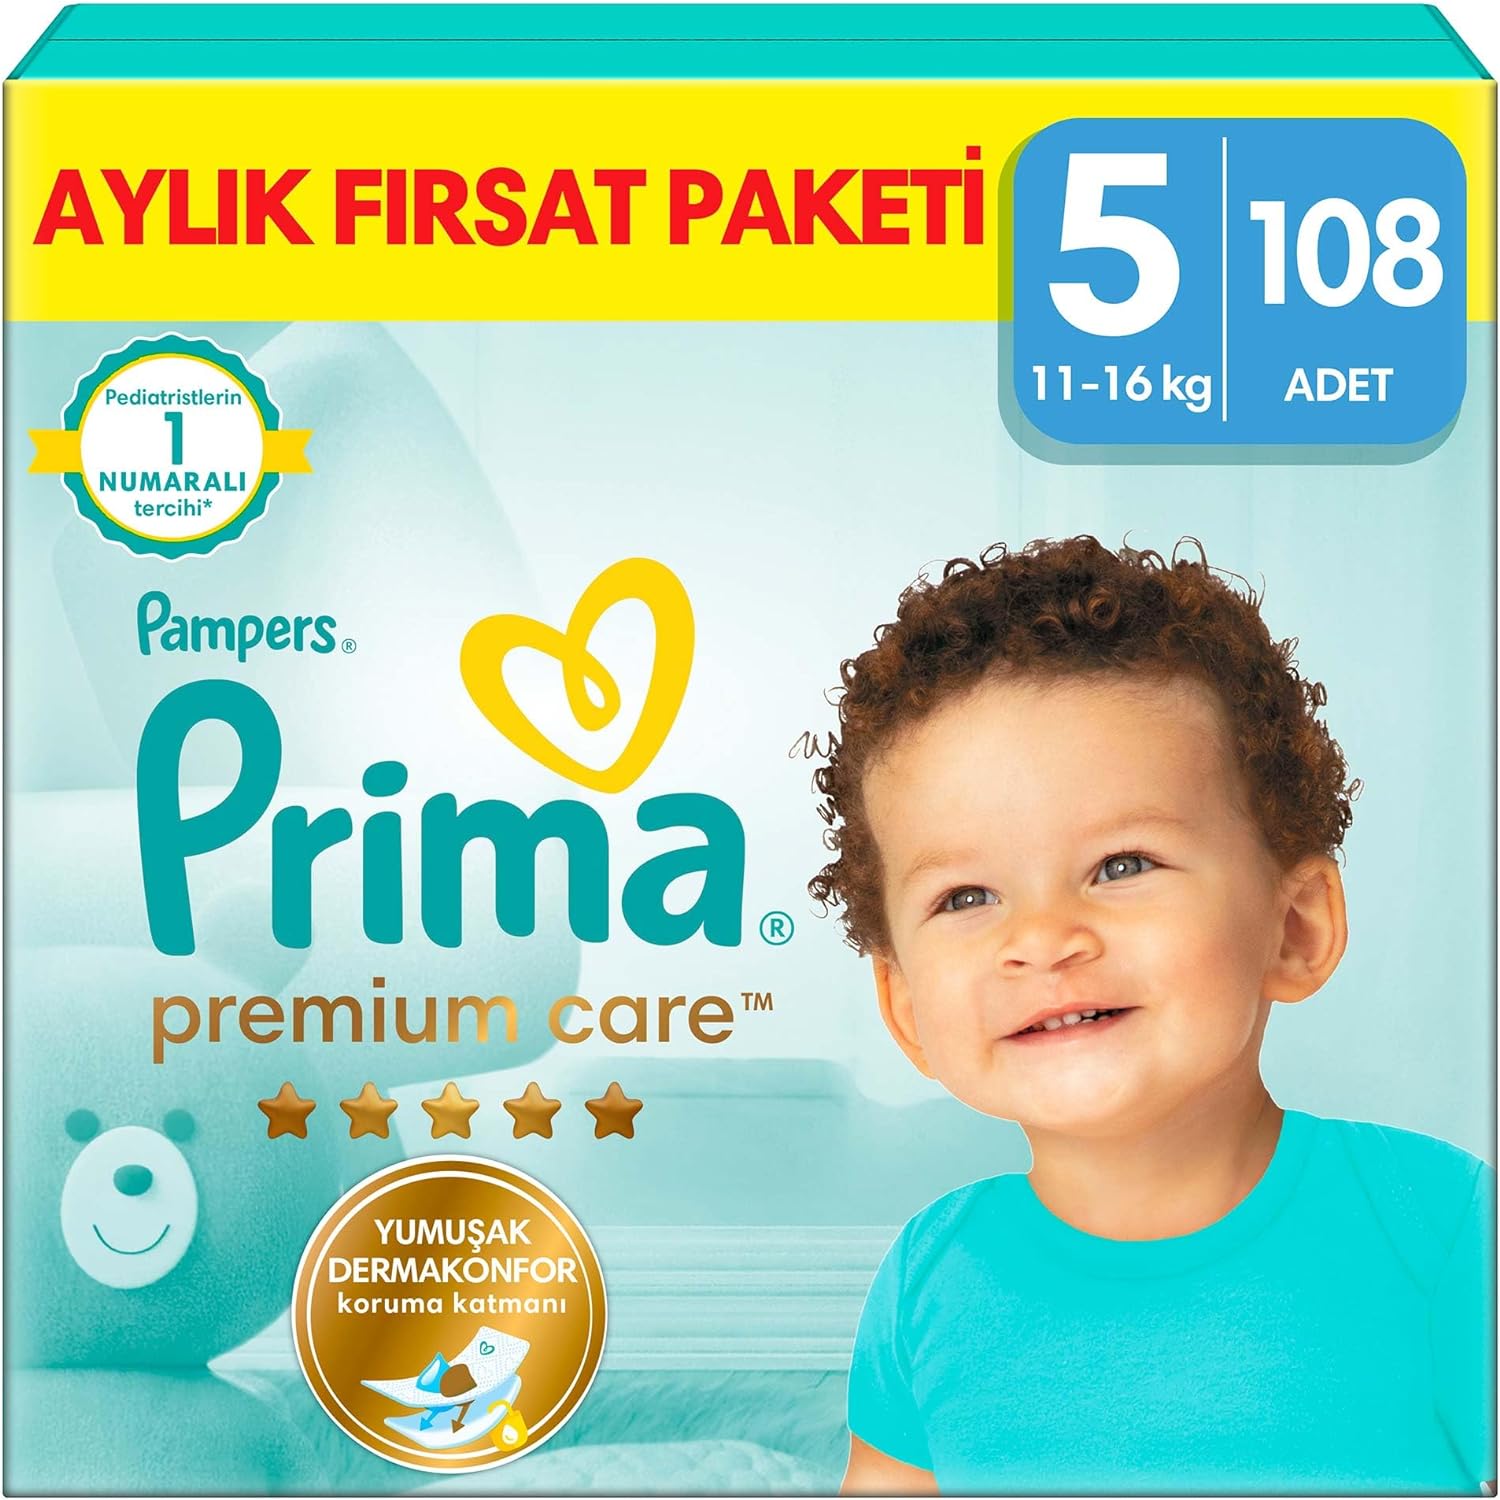 AYLIK FIRSAT PAKETİ
5
11-16 kg
108
ADET
Pediatristlerin
1
NUMARALI
tercihi*
Pampers®
Prima®
premium care™
YUMUŞAK
DERMAKONFOR
koruma katmanı